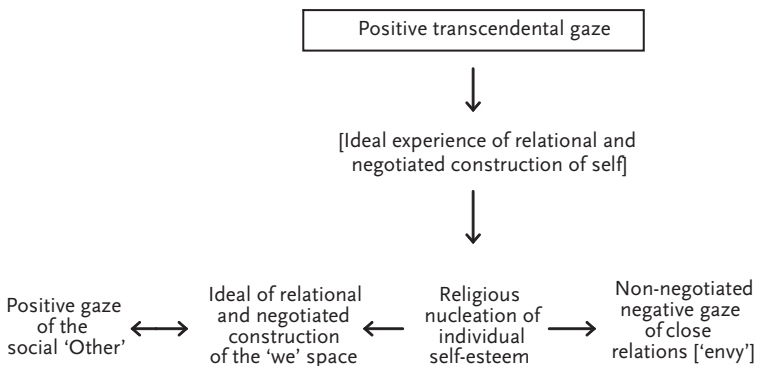 Positive transcendental gaze
[Ideal experience of relational and
negotiated construction of self]
Positive gaze
of the
social ‘Other’
Ideal of relational
and negotiated
construction
of the ‘we’ space
Religious
nucleation of
individual
self-esteem
Non-negotiated
negative gaze
of close
relations [‘envy’]